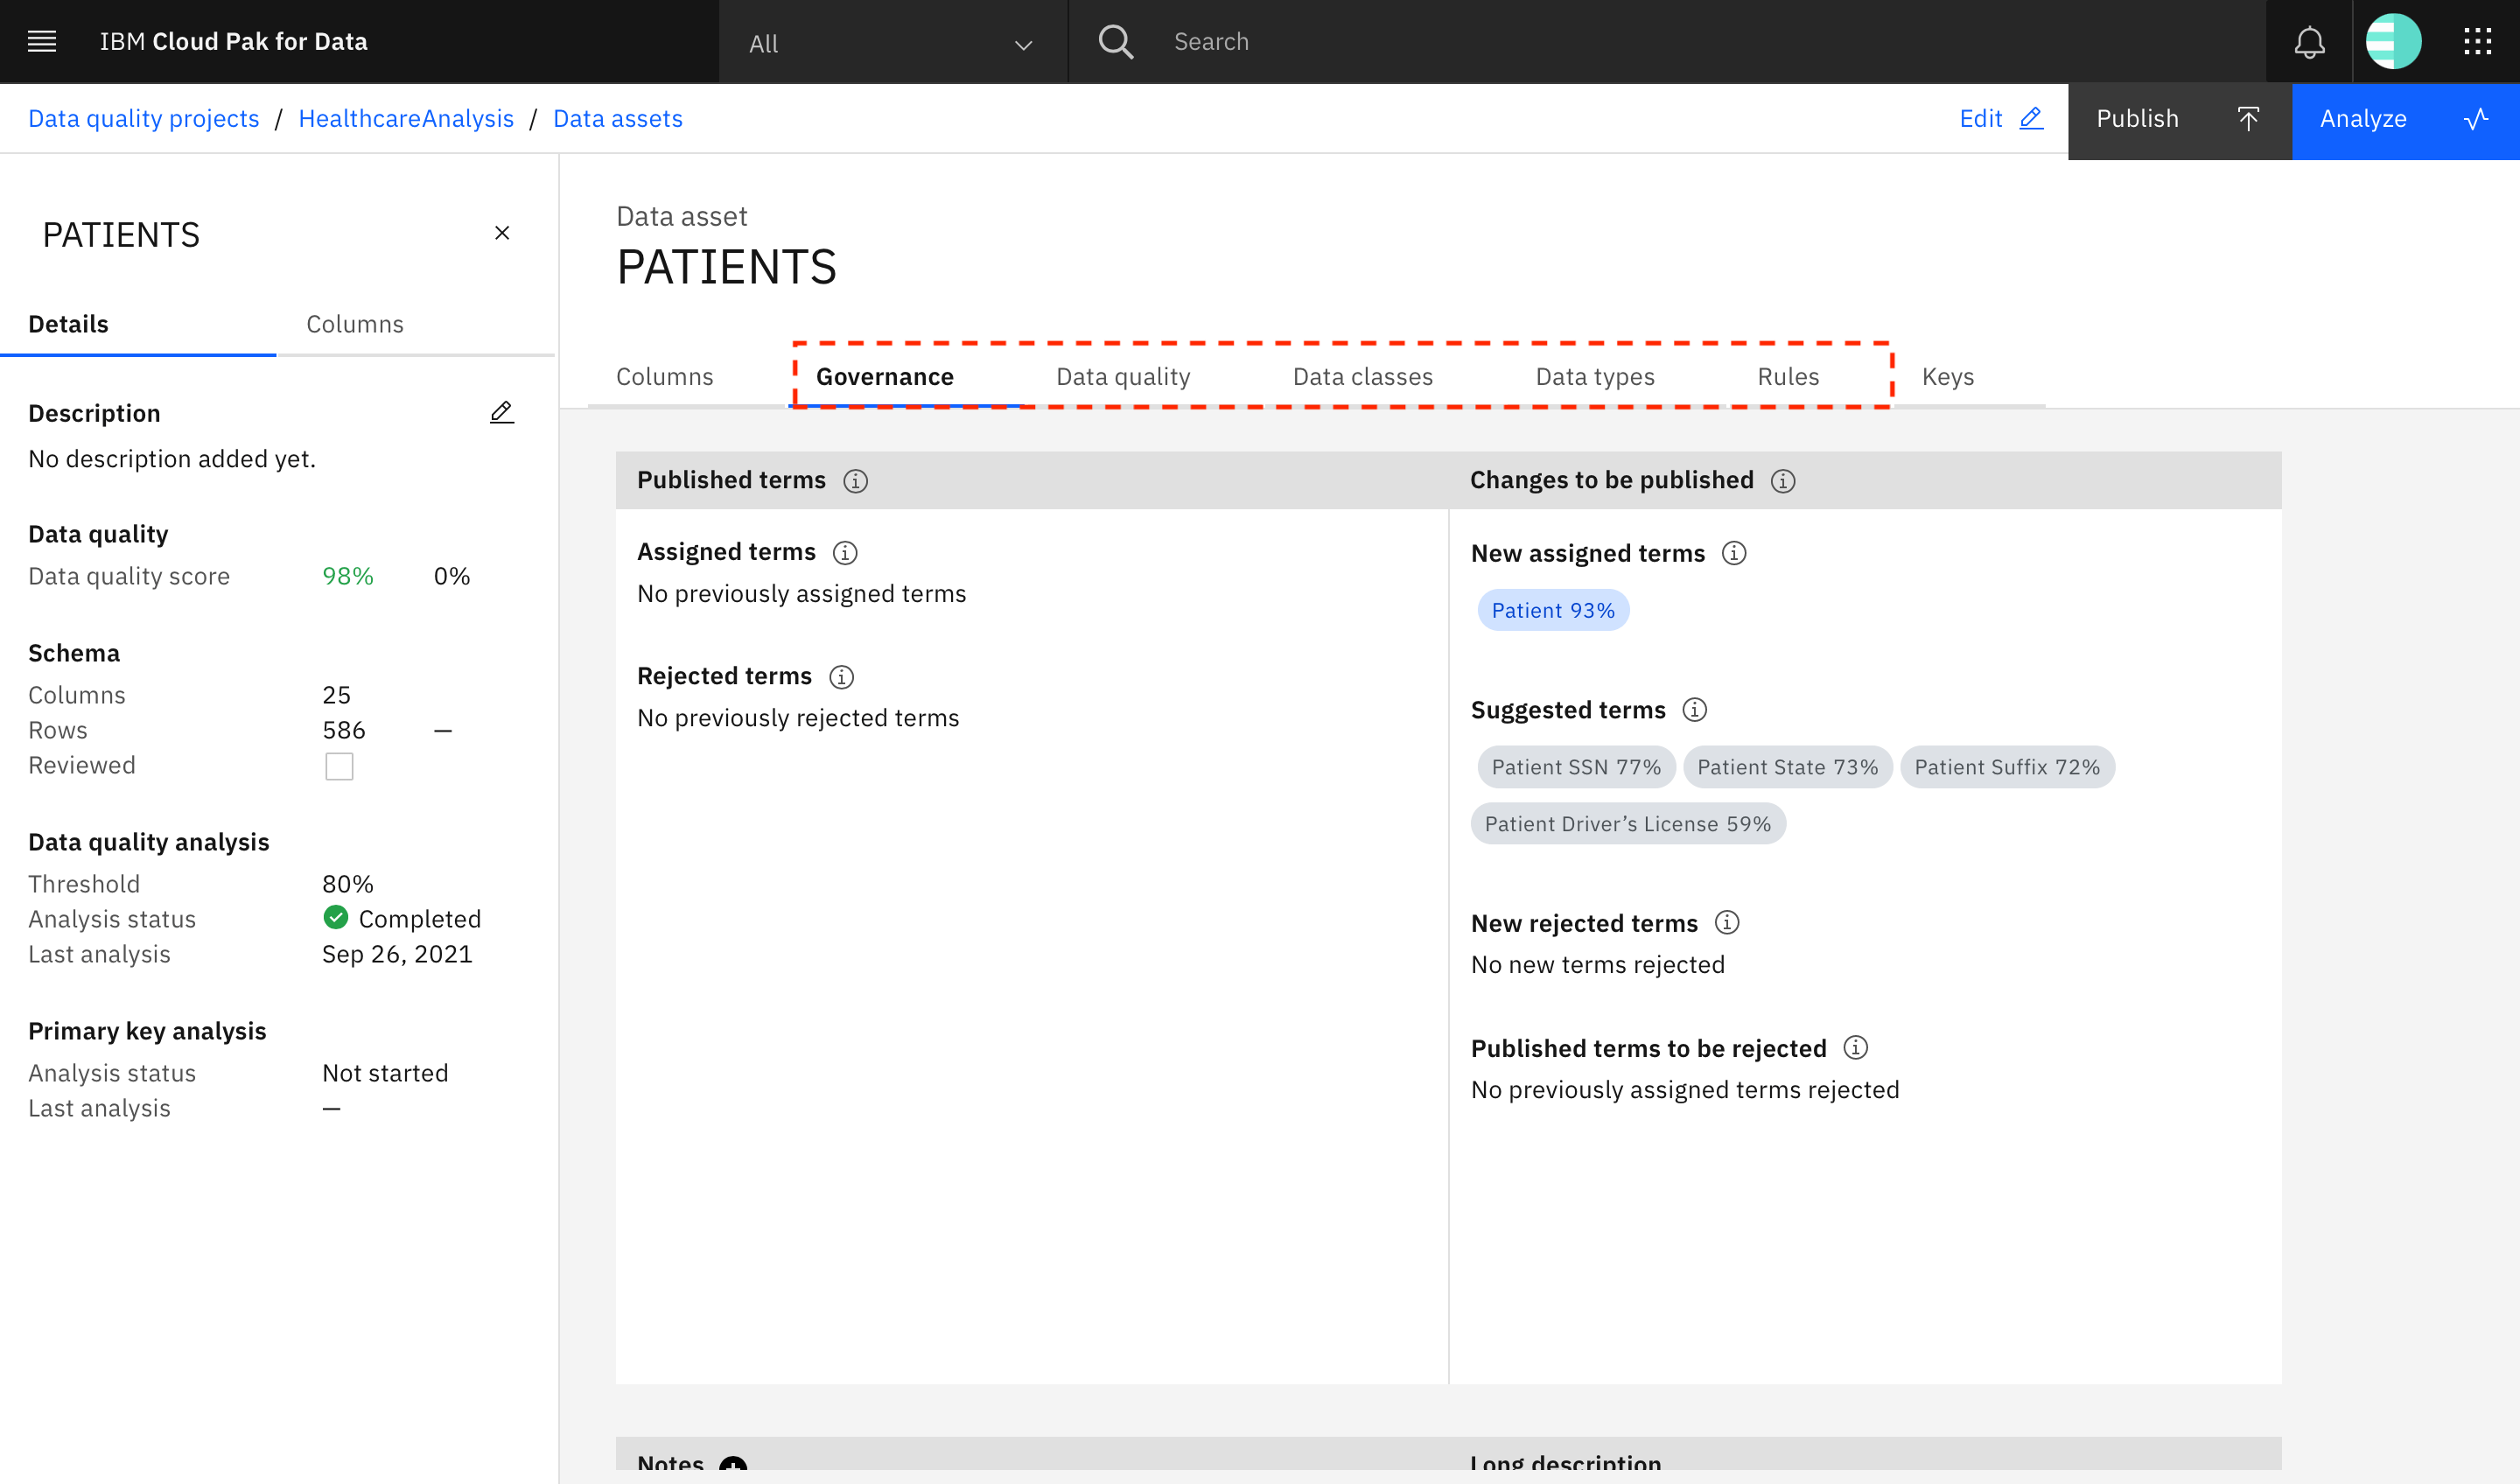 IBM Cloud Pak for Data
All
Search
Data quality projects / HealthcareAnalysis / Data assets
Edit
Publish
Analyze
PATIENTS
Details
Columns
Description
No description added yet.
Data quality
Data quality score 98% 0%
Schema
Columns 25
Rows 586 –
Reviewed
Data quality analysis
Threshold 80%
Analysis status Completed
Last analysis Sep 26, 2021
Primary key analysis
Analysis status Not started
Last analysis –
Data asset
PATIENTS
Columns Governance Data quality Data classes Data types Rules Keys
Published terms
Assigned terms
No previously assigned terms
Rejected terms
No previously rejected terms
Changes to be published
New assigned terms
Patient 93%
Suggested terms
Patient SSN 77% Patient State 73% Patient Suffix 72%
Patient Driver’s License 59%
New rejected terms
No new terms rejected
Published terms to be rejected
No previously assigned terms rejected
Notes
Long description